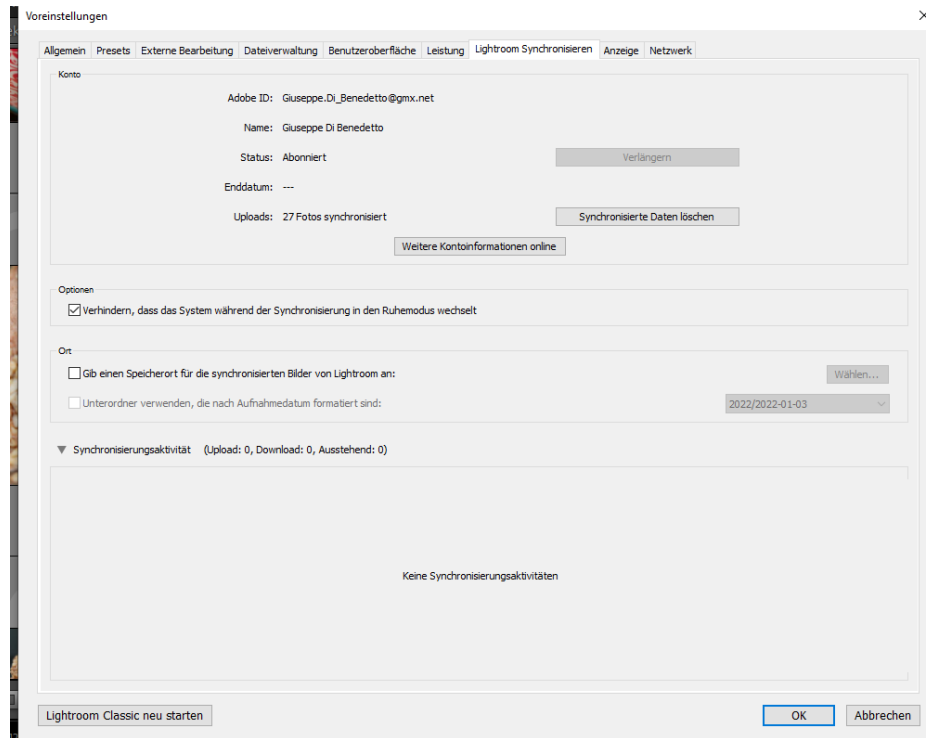 Voreinstellungen
Allgemein Presets Externe Bearbeitung Dateiverwaltung Benutzeroberfläche Leistung Lightroom Synchronisieren Anzeige Netzwerk
Konto
Adobe ID: Giuseppe.Di_Benedetto@gmx.net
Name: Giuseppe Di Benedetto
Status: Abonniert Verlängern
Enddatum: ---
Uploads: 27 Fotos synchronisiert Synchronisierte Daten löschen
Weitere Kontoinformationen online
Optionen
Verhindern, dass das System während der Synchronisierung in den Ruhemodus wechselt
Ort
Gib einen Speicherort für die synchronisierten Bilder von Lightroom an: Wählen...
Unterordner verwenden, die nach Aufnahmedatum formatiert sind: 2022/2022-01-03
Synchronisierungsaktivität (Upload: 0, Download: 0, Ausstehend: 0)
Keine Synchronisierungsaktivitäten
Lightroom Classic neu starten OK Abbrechen